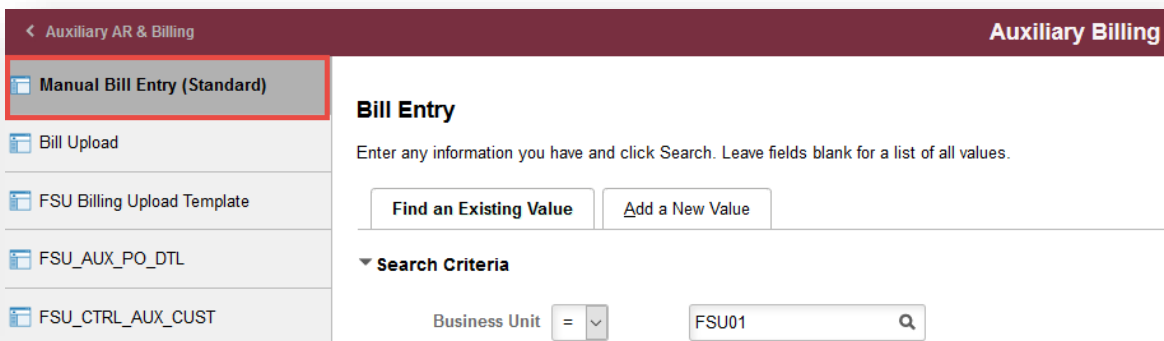 Auxiliary AR & Billing
Auxiliary Billing
Manual Bill Entry (Standard)
Bill Upload
FSU Billing Upload Template
FSU_AUX_PO_DTL
FSU_CTRL_AUX_CUST
Bill Entry
Enter any information you have and click Search. Leave fields blank for a list of all values.
Find an Existing Value
Add a New Value
Search Criteria
Business Unit = FSU01